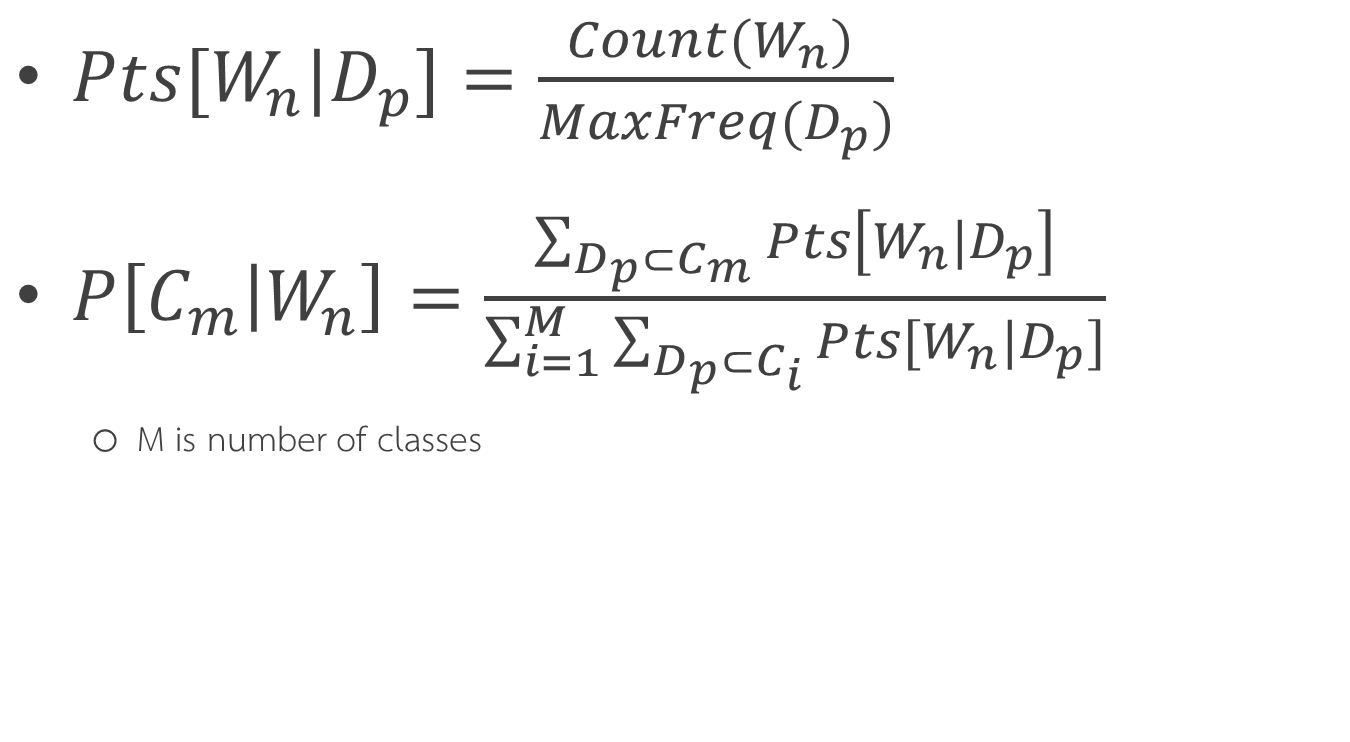 • Pts[Wₙ|Dₚ] = Count(Wₙ) / MaxFreq(Dₚ)
• P[Cₘ|Wₙ] = ∑_{Dₚ⊂Cₘ} Pts[Wₙ|Dₚ] / ∑_{i=1}^{M} ∑_{Dₚ⊂Cᵢ} Pts[Wₙ|Dₚ]
○ M is number of classes